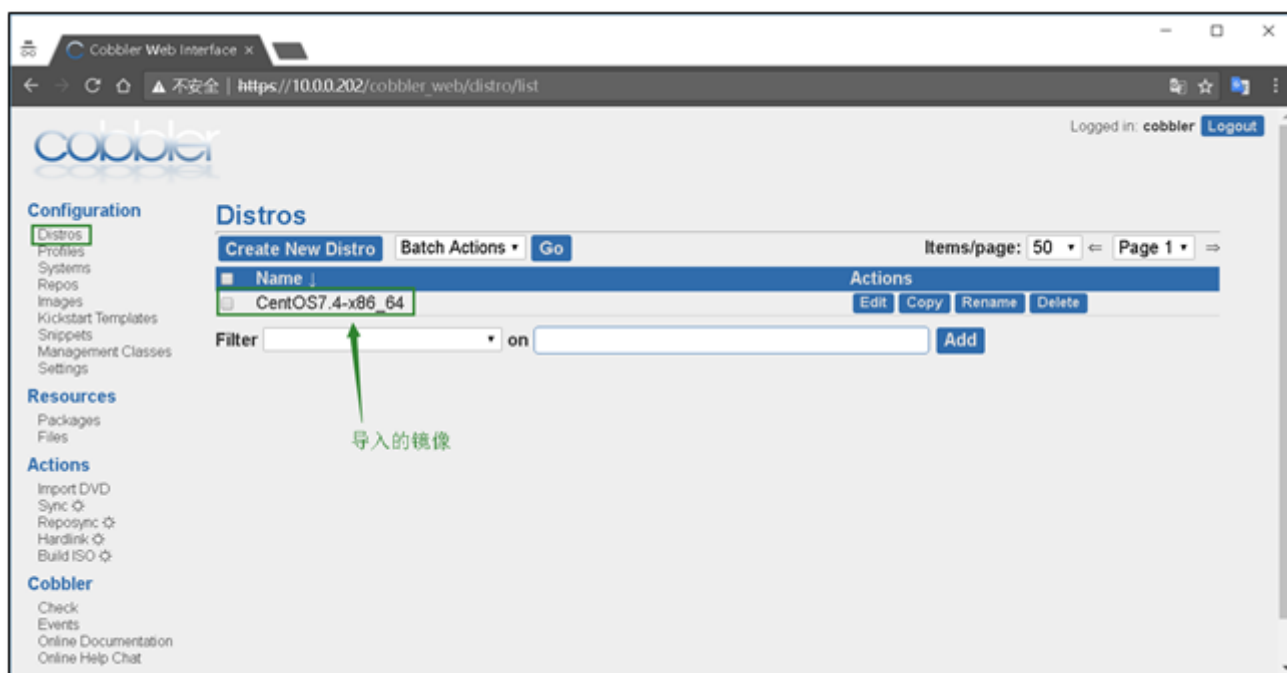 Cobbler Web Interface ×
不安全 | https://10.0.0.202/cobbler_web/distro/list
Logged in: cobbler Logout
cobbler
Configuration
Distros
Profiles
Systems
Repos
Images
Kickstart Templates
Snippets
Management Classes
Settings
Resources
Packages
Files
Actions
Import DVD
Sync
Reposync
Hardlink
Build ISO
Cobbler
Check
Events
Online Documentation
Online Help Chat
Distros
Create New Distro Batch Actions Go Items/page: 50 ⇐ Page 1 ⇒
Name ↓ Actions
CentOS7.4-x86_64 Edit Copy Rename Delete
Filter on Add
导入的镜像